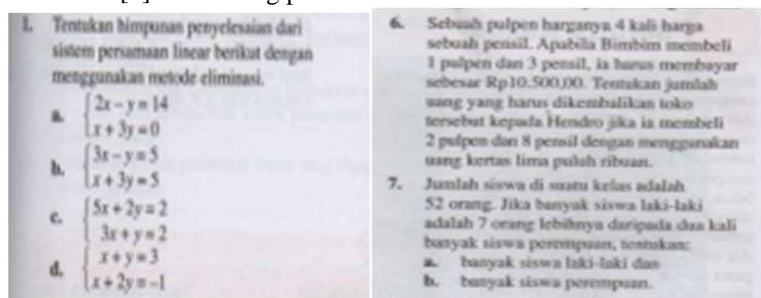 1. Tentukan himpunan penyelesaian dari
sistem persamaan linear berikut dengan
menggunakan metode eliminasi.
a. {2x – y = 14
x + 3y = 0
b. {3x – y = 5
x + 3y = 5
c. {5x + 2y = 2
3x + y = 2
d. {x + y = 3
x + 2y = –1
6. Sebuah pulpen harganya 4 kali harga
sebuah pensil. Apabila Bimbim membeli
1 pulpen dan 3 pensil, ia harus membayar
sebesar Rp10.500,00. Tentukan jumlah
uang yang harus dikembalikan toko
tersebut kepada Hendro jika ia membeli
2 pulpen dan 8 pensil dengan menggunakan
uang kertas lima puluh ribuan.
7. Jumlah siswa di suatu kelas adalah
52 orang. Jika banyak siswa laki-laki
adalah 7 orang lebihnya daripada dua kali
banyak siswa perempuan, tentukan:
a. banyak siswa laki-laki dan
b. banyak siswa perempuan.